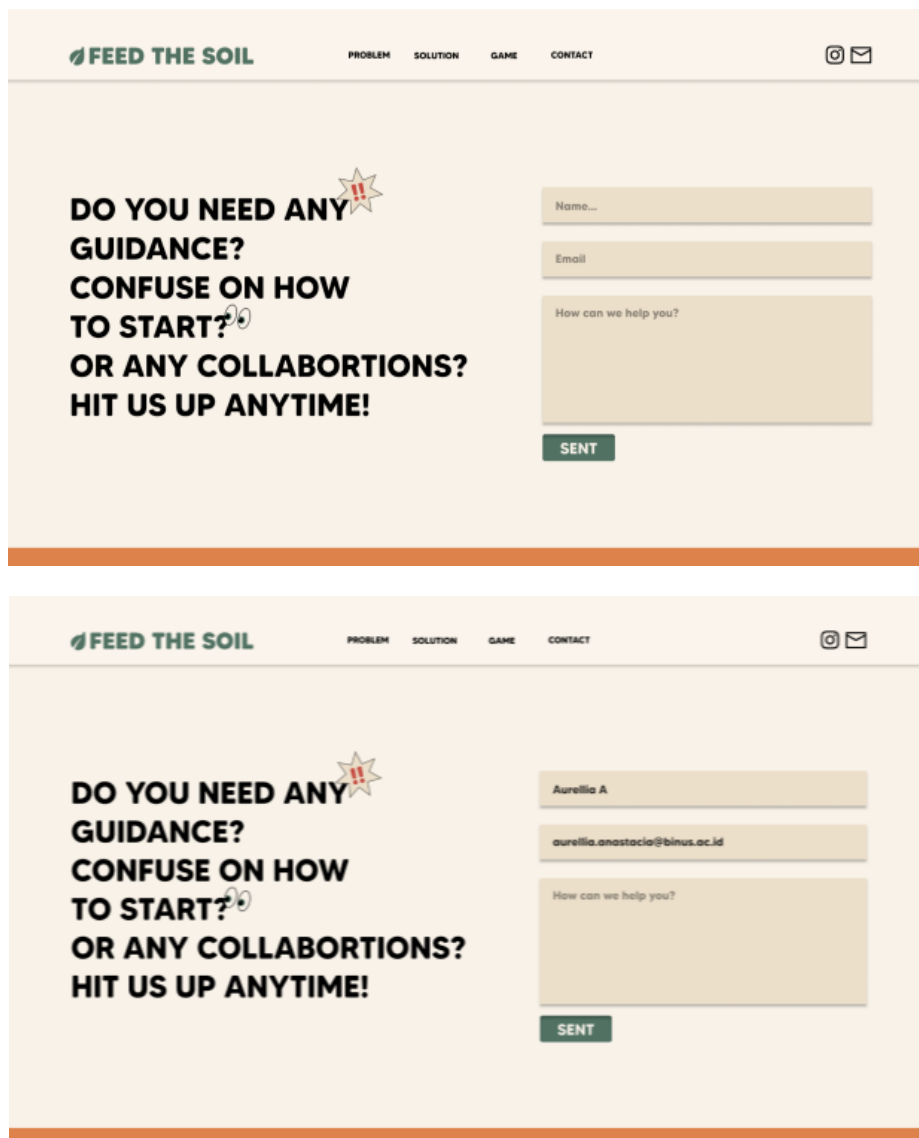 FEED THE SOIL
PROBLEM SOLUTION GAME CONTACT
DO YOU NEED ANY‼
GUIDANCE?
CONFUSE ON HOW
TO START?
OR ANY COLLABORTIONS?
HIT US UP ANYTIME!
Name...
Email
How can we help you?
SENT
FEED THE SOIL
PROBLEM SOLUTION GAME CONTACT
DO YOU NEED ANY‼
GUIDANCE?
CONFUSE ON HOW
TO START?
OR ANY COLLABORTIONS?
HIT US UP ANYTIME!
Aurellia A
aurellia.anastacia@binus.ac.id
How can we help you?
SENT